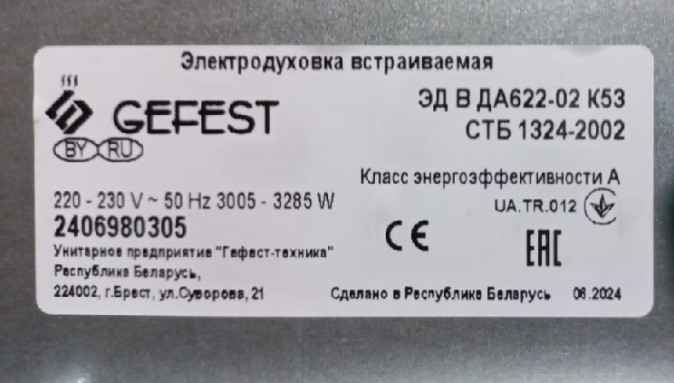 Электродуховка встраиваемая
GEFEST
BY RU
ЭД В ДА622-02 К53
СТБ 1324-2002
Класс энергоэффективности А
220 - 230 V ~ 50 Hz 3005 - 3285 W
UA.TR.012
2406980305
CE
EAC
Унитарное предприятие "Гефест-техника"
Республика Беларусь,
224002, г.Брест, ул.Суворова, 21
Сделано в Республике Беларусь 06.2024